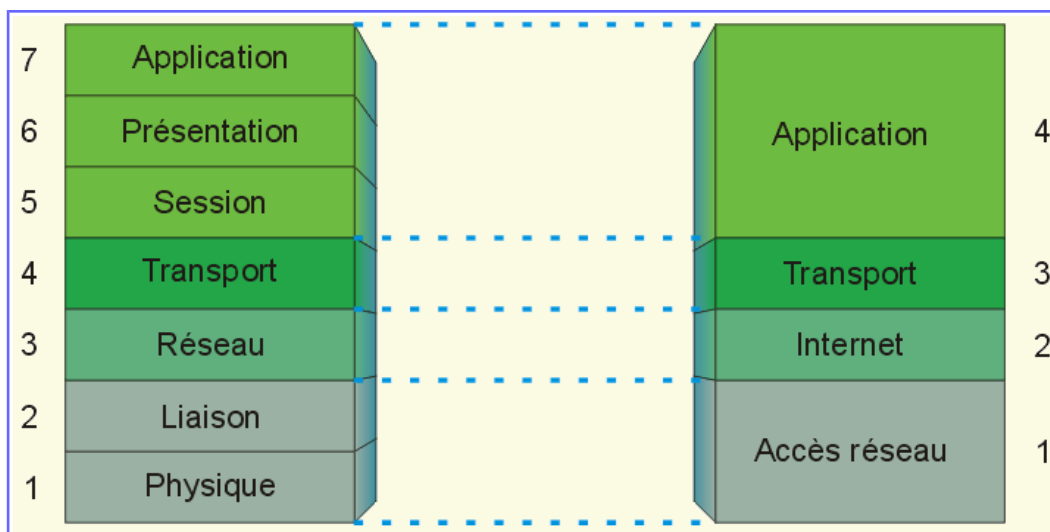 7 Application
6 Présentation
5 Session
4 Transport
3 Réseau
2 Liaison
1 Physique
Application 4
Transport 3
Internet 2
Accès réseau 1